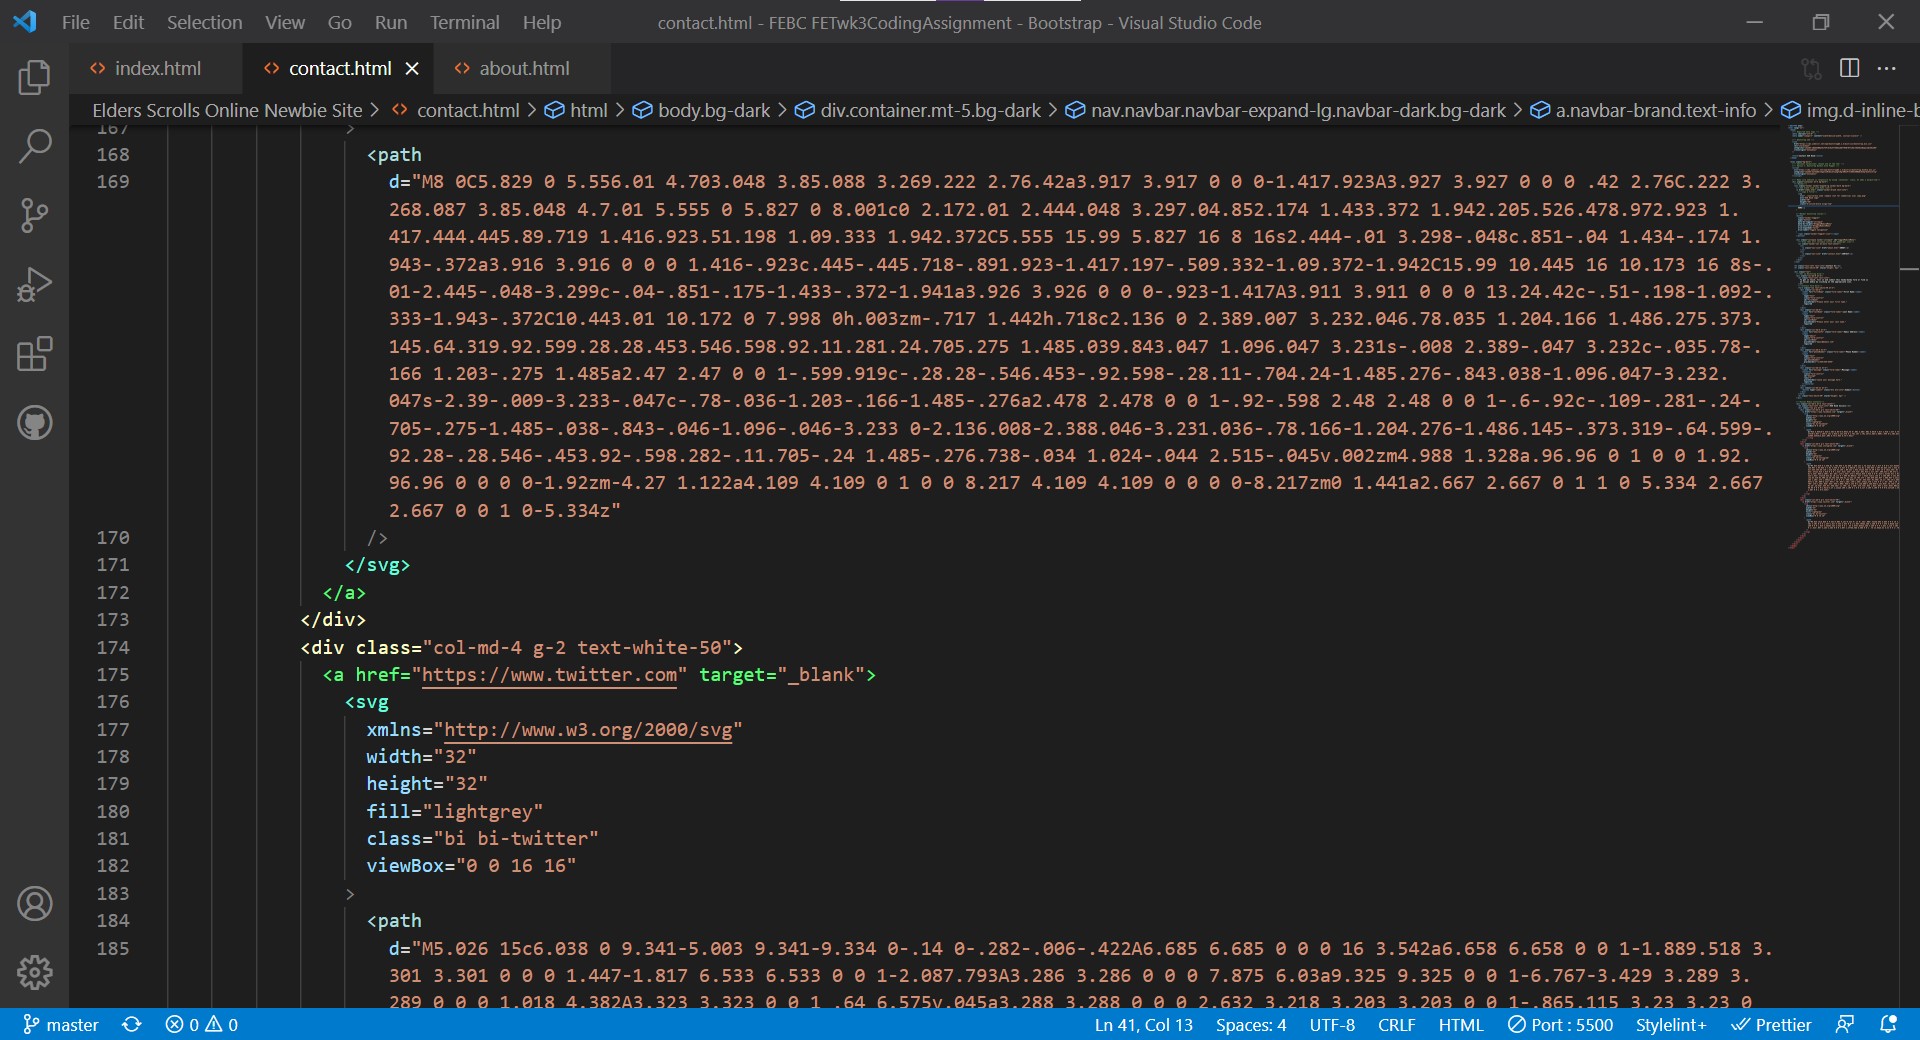 File Edit Selection View Go Run Terminal Help contact.html - FEBC FETwk3CodingAssignment - Bootstrap - Visual Studio Code
index.html contact.html about.html
Elders Scrolls Online Newbie Site > contact.html > html > body.bg-dark > div.container.mt-5.bg-dark > nav.navbar.navbar-expand-lg.navbar-dark.bg-dark > a.navbar-brand.text-info > img.d-inline-b
167 >
168 <path
169 d="M8 0C5.829 0 5.556.01 4.703.048 3.85.088 3.269.222 2.76.42a3.917 3.917 0 0 0-1.417.923A3.927 3.927 0 0 0 .42 2.76C.222 3.
268.087 3.85.048 4.7.01 5.555 0 5.827 0 8.001c0 2.172.01 2.444.048 3.297.04.852.174 1.433.372 1.942.205.526.478.972.923 1.
417.444.445.89.719 1.416.923.51.198 1.09.333 1.942.372C5.555 15.99 5.827 16 8 16s2.444-.01 3.298-.048c.851-.04 1.434-.174 1.
943-.372a3.916 3.916 0 0 0 1.416-.923c.445-.445.718-.891.923-1.417.197-.509.332-1.09.372-1.942C15.99 10.445 16 10.173 16 8s-.
01-2.445-.048-3.299c-.04-.851-.175-1.433-.372-1.941a3.926 3.926 0 0 0-.923-1.417A3.911 3.911 0 0 0 13.24.42c-.51-.198-1.092-.
333-1.943-.372C10.443.01 10.172 0 7.998 0h.003zm-.717 1.442h.718c2.136 0 2.389.007 3.232.046.78.035 1.204.166 1.486.275.373.
145.64.319.92.599.28.28.453.546.598.92.11.281.24.705.275 1.485.039.843.047 1.096.047 3.231s-.008 2.389-.047 3.232c-.035.78-.
166 1.203-.275 1.485a2.47 2.47 0 0 1-.599.919c-.28.28-.546.453-.92.598-.28.11-.704.24-1.485.276-.843.038-1.096.047-3.232.
047s-2.39-.009-3.233-.047c-.78-.036-1.203-.166-1.485-.276a2.478 2.478 0 0 1-.92-.598 2.48 2.48 0 0 1-.6-.92c-.109-.281-.24-.
705-.275-1.485-.038-.843-.046-1.096-.046-3.233 0-2.136.008-2.388.046-3.231.036-.78.166-1.204.276-1.486.145-.373.319-.64.599-.
92.28-.28.546-.453.92-.598.282-.11.705-.24 1.485-.276.738-.034 1.024-.044 2.515-.045v.002zm4.988 1.328a.96.96 0 1 0 0 1.92.
96.96 0 0 0 0-1.92zm-4.27 1.122a4.109 4.109 0 1 0 0 8.217 4.109 4.109 0 0 0 0-8.217zm0 1.441a2.667 2.667 0 1 1 0 5.334 2.667
2.667 0 0 1 0-5.334z"
170 />
171 </svg>
172 </a>
173 </div>
174 <div class="col-md-4 g-2 text-white-50">
175 <a href="https://www.twitter.com" target="_blank">
176 <svg
177 xmlns="http://www.w3.org/2000/svg"
178 width="32"
179 height="32"
180 fill="lightgrey"
181 class="bi bi-twitter"
182 viewBox="0 0 16 16"
183 >
184 <path
185 d="M5.026 15c6.038 0 9.341-5.003 9.341-9.334 0-.14 0-.282-.006-.422A6.685 6.685 0 0 0 16 3.542a6.658 6.658 0 0 1-1.889.518 3.
301 3.301 0 0 0 1.447-1.817 6.533 6.533 0 0 1-2.087.793A3.286 3.286 0 0 0 7.875 6.03a9.325 9.325 0 0 1-6.767-3.429 3.289 3.
289 0 0 0 1.018 4.382A3.323 3.323 0 0 1 .64 6.575v.045a3.288 3.288 0 0 0 2.632 3.218 3.203 3.203 0 0 1-.865.115 3.23 3.23 0
master 0 0 Ln 41, Col 13 Spaces: 4 UTF-8 CRLF HTML Port : 5500 Stylelint+ Prettier